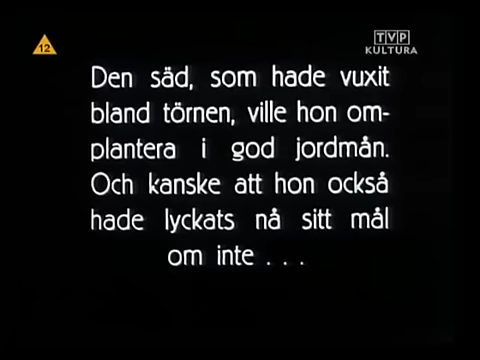 12
TVP
KULTURA
Den säd, som hade vuxit
bland törnen, ville hon om-
plantera i god jordmån.
Och kanske att hon också
hade lyckats nå sitt mål
om inte . . .